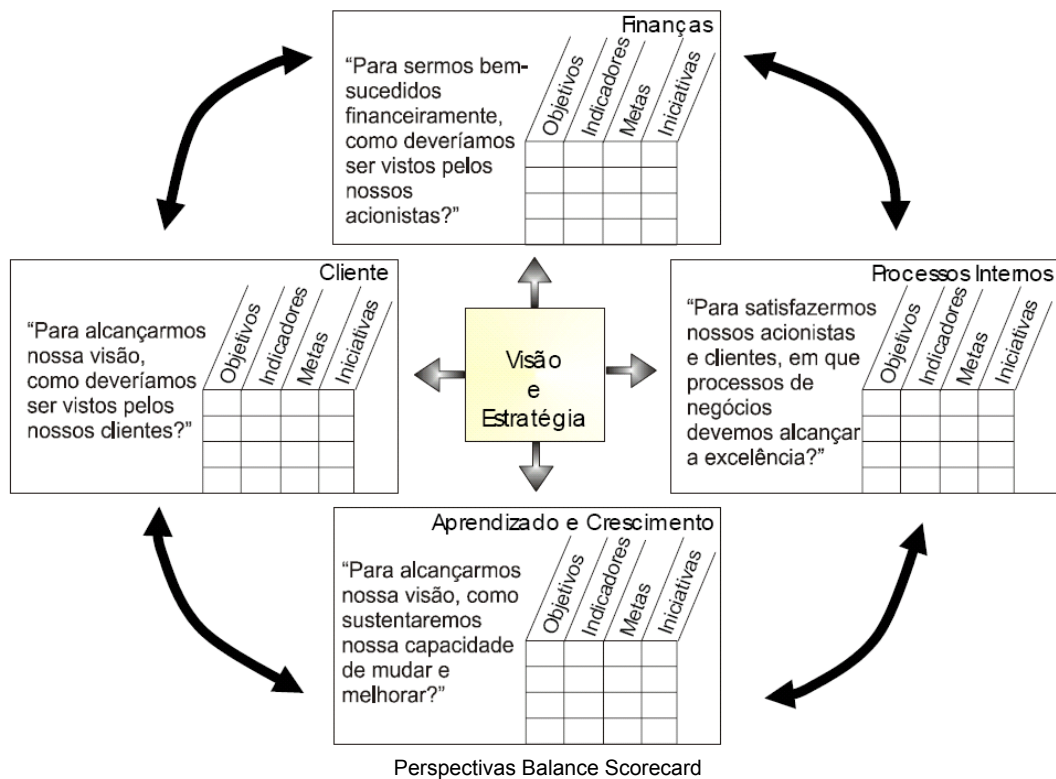 Finanças
“Para sermos bem-
sucedidos
financeiramente,
como deveríamos
ser vistos pelos
nossos
acionistas?”
Objetivos
Indicadores
Metas
Iniciativas
Cliente
“Para alcançarmos
nossa visão,
como deveríamos
ser vistos pelos
nossos clientes?”
Objetivos
Indicadores
Metas
Iniciativas
Visão
e
Estratégia
Processos Internos
“Para satisfazermos
nossos acionistas
e clientes, em que
processos de
negócios
devemos alcançar
a excelência?”
Objetivos
Indicadores
Metas
Iniciativas
Aprendizado e Crescimento
“Para alcançarmos
nossa visão, como
sustentaremos
nossa capacidade
de mudar e
melhorar?”
Objetivos
Indicadores
Metas
Iniciativas
Perspectivas Balance Scorecard